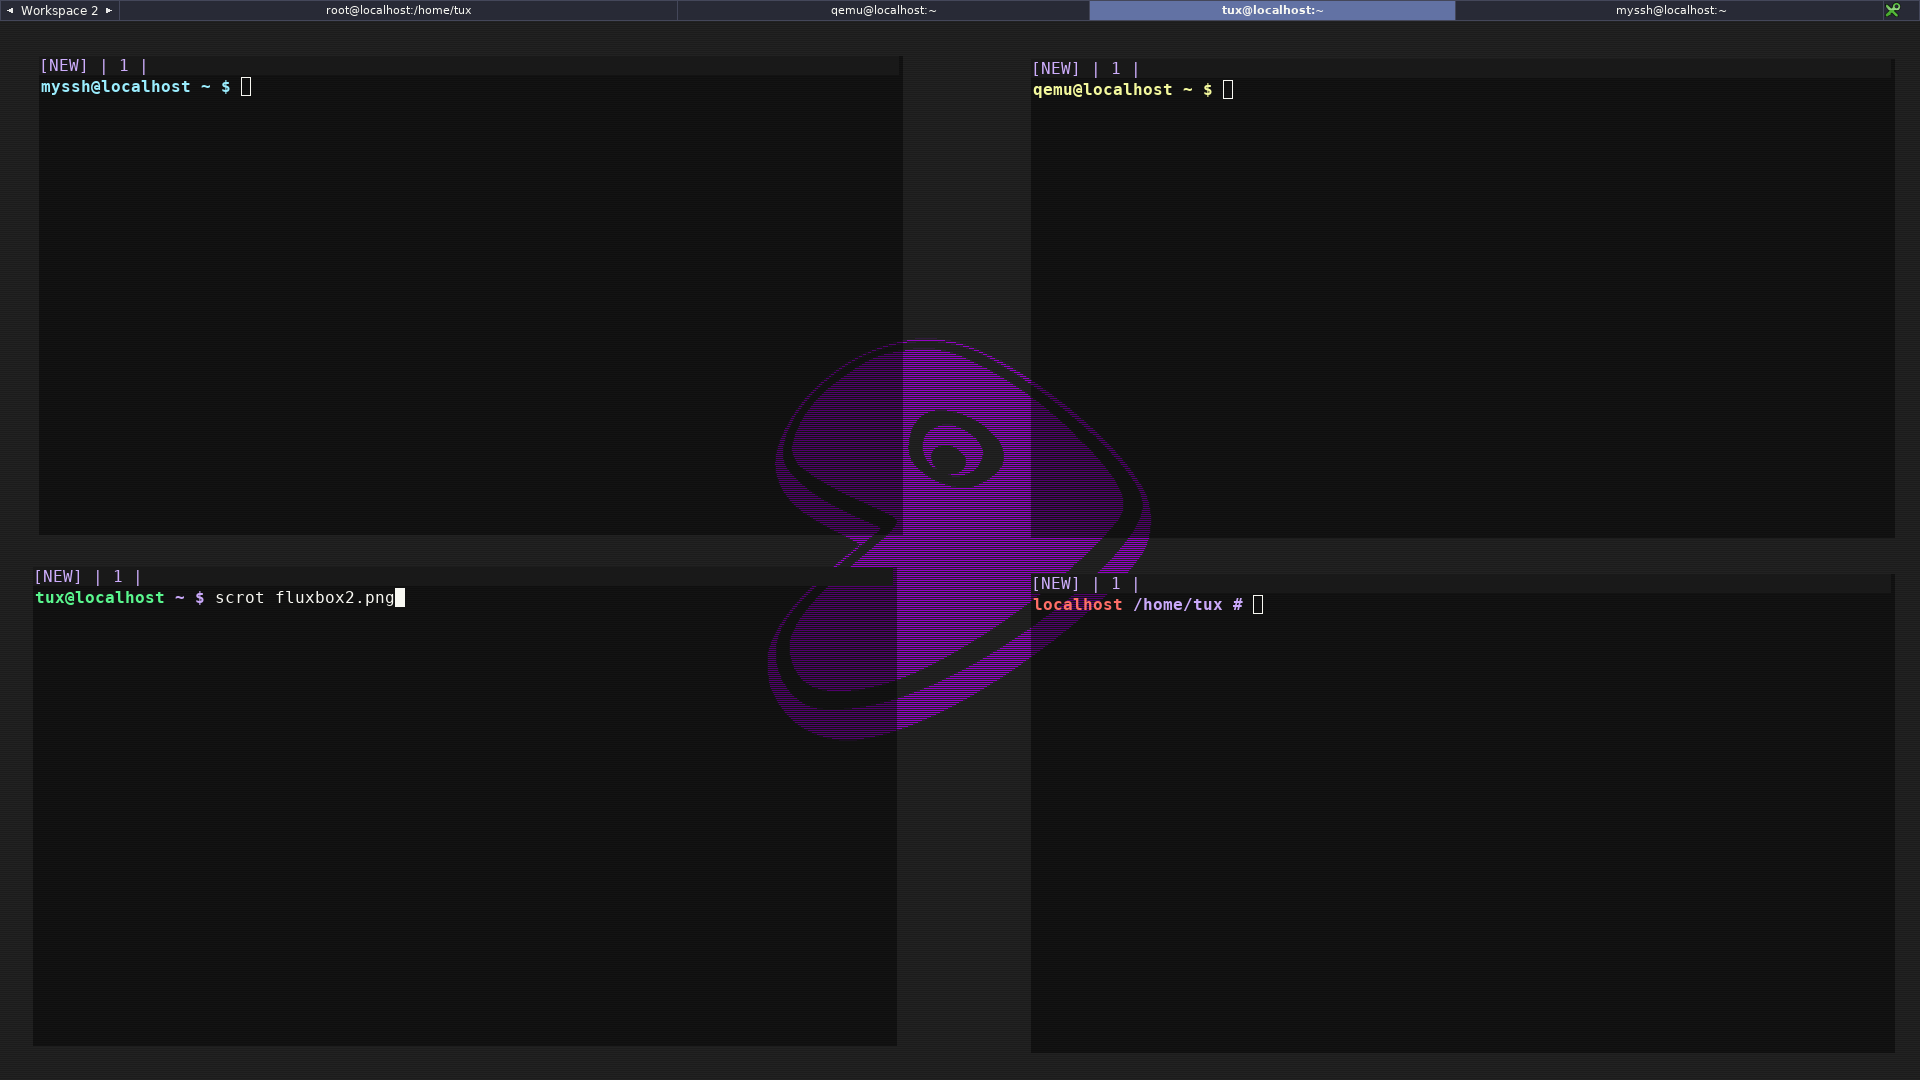 Workspace 2
root@localhost:/home/tux
qemu@localhost:~
tux@localhost:~
myssh@localhost:~
[NEW] | 1 |
myssh@localhost ~ $
[NEW] | 1 |
qemu@localhost ~ $
[NEW] | 1 |
tux@localhost ~ $ scrot fluxbox2.png
[NEW] | 1 |
localhost /home/tux #